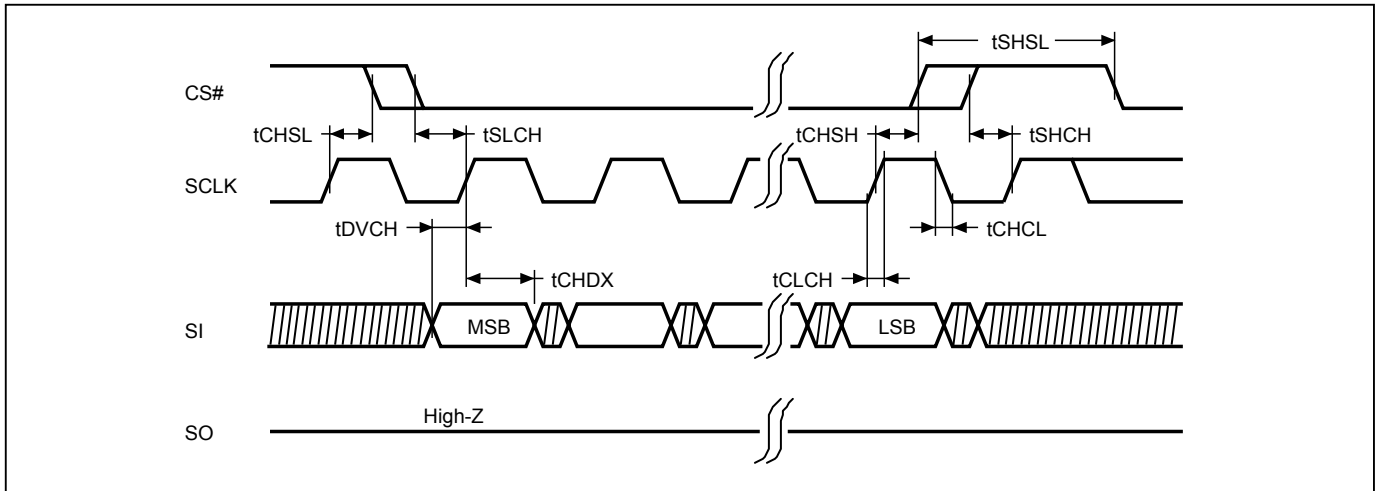 tSHSL
CS#
tCHSL
tSLCH
tCHSH
tSHCH
SCLK
tDVCH
tCHCL
tCHDX
tCLCH
SI
MSB
LSB
High-Z
SO